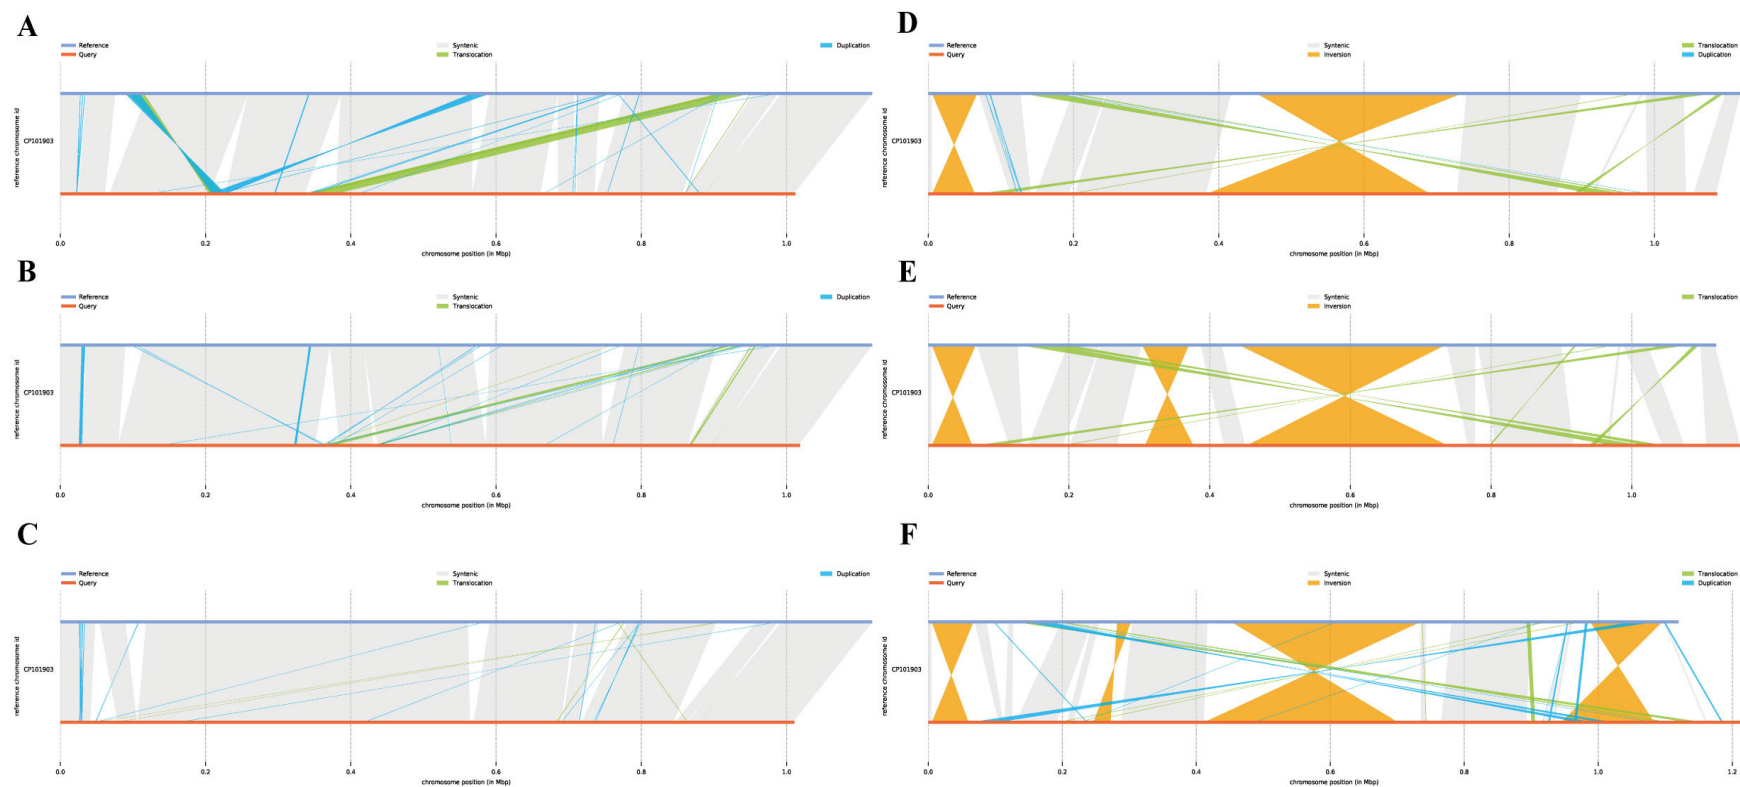 A
Reference
Query
Syntenic
Translocation
Duplication
reference chromosome id
CP101903
0.0 0.2 0.4 0.6 0.8 1.0
chromosome position (in Mbp)
B
Reference
Query
Syntenic
Translocation
Duplication
reference chromosome id
CP101903
0.0 0.2 0.4 0.6 0.8 1.0
chromosome position (in Mbp)
C
Reference
Query
Syntenic
Translocation
Duplication
reference chromosome id
CP101903
0.0 0.2 0.4 0.6 0.8 1.0
chromosome position (in Mbp)
D
Reference
Query
Syntenic
Inversion
Translocation
Duplication
reference chromosome id
CP101903
0.0 0.2 0.4 0.6 0.8 1.0
chromosome position (in Mbp)
E
Reference
Query
Syntenic
Inversion
Translocation
reference chromosome id
CP101903
0.0 0.2 0.4 0.6 0.8 1.0
chromosome position (in Mbp)
F
Reference
Query
Syntenic
Inversion
Translocation
Duplication
reference chromosome id
CP101903
0.0 0.2 0.4 0.6 0.8 1.0 1.2
chromosome position (in Mbp)